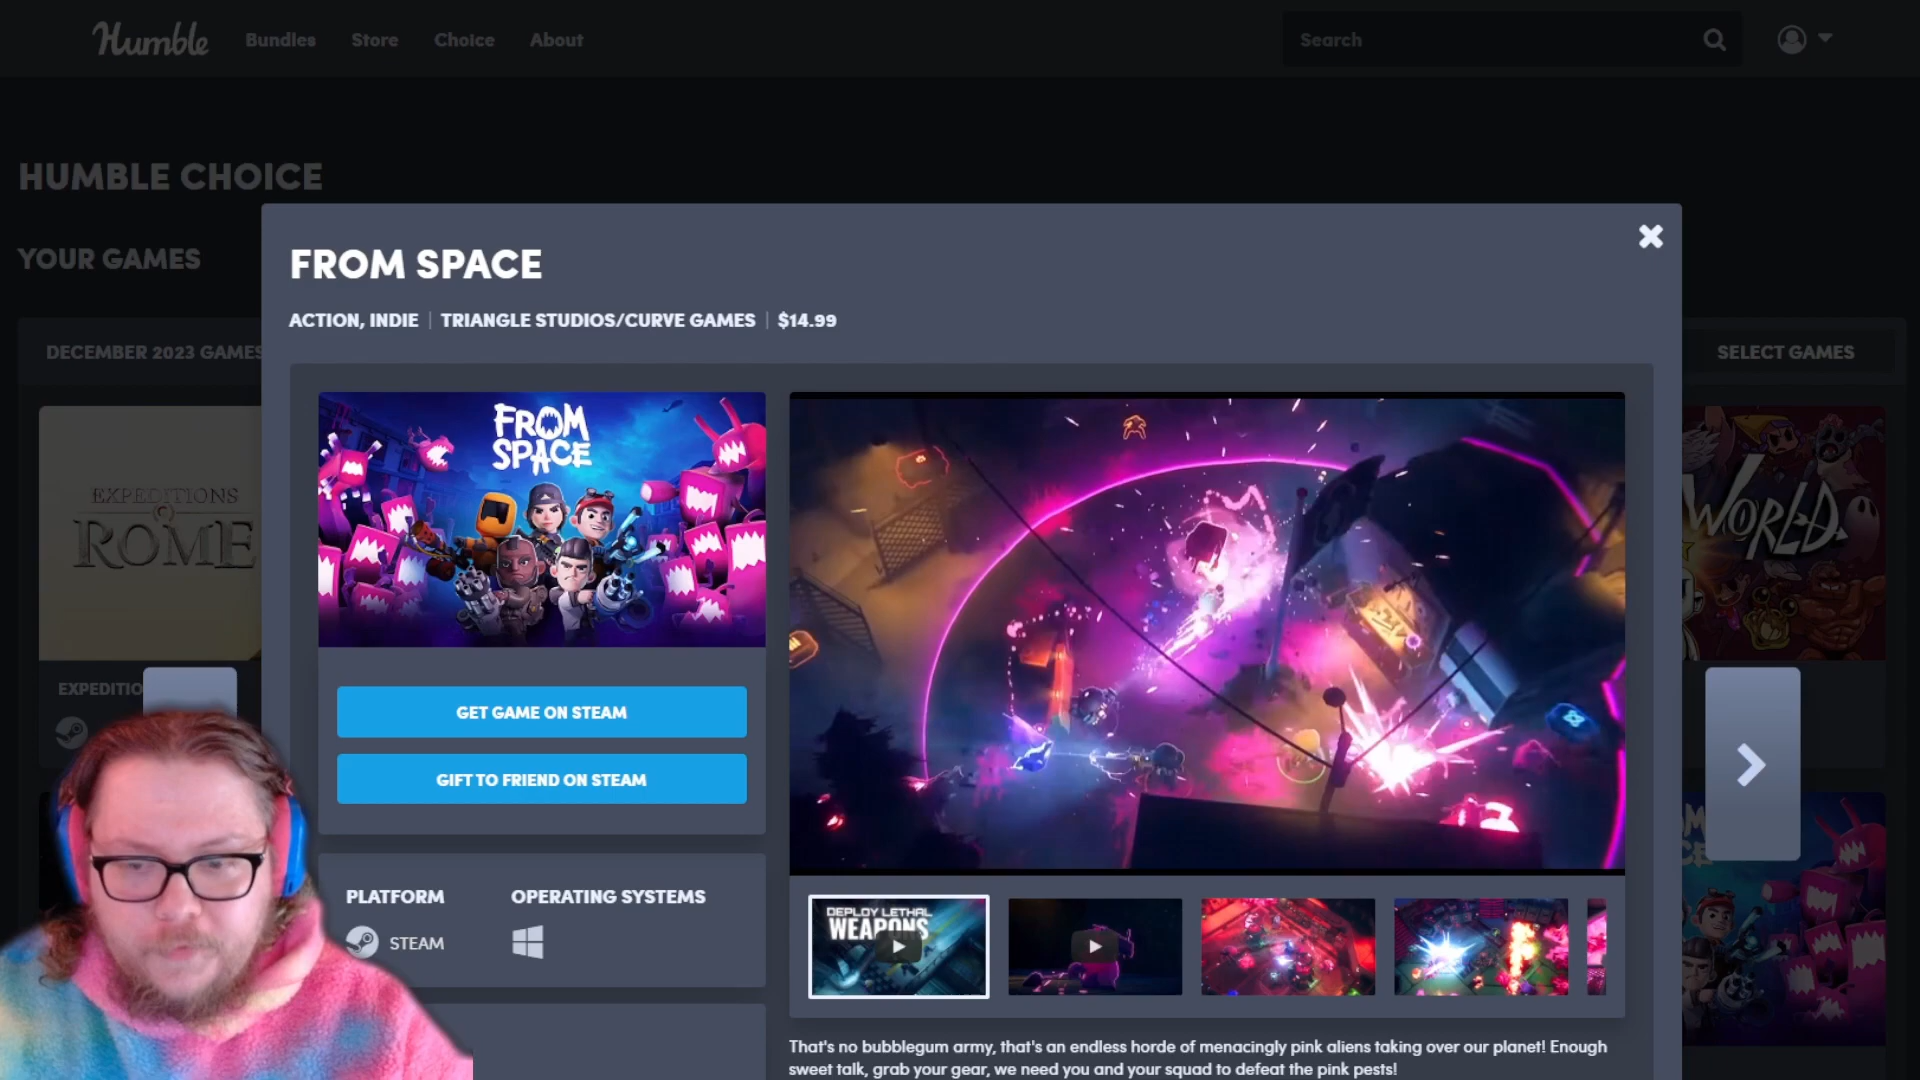 Humble
Bundles
Store
Choice
About
Search
HUMBLE CHOICE
YOUR GAMES
DECEMBER 2023 GAMES
SELECT GAMES
FROM SPACE
ACTION, INDIE | TRIANGLE STUDIOS/CURVE GAMES | $14.99
EXPEDITIONS
ROME
FROM
SPACE
WORLD
EXPEDITIO
GET GAME ON STEAM
GIFT TO FRIEND ON STEAM
PLATFORM
OPERATING SYSTEMS
STEAM
DEPLOY LETHAL
WEAPONS
That's no bubblegum army, that's an endless horde of menacingly pink aliens taking over our planet! Enough
sweet talk, grab your gear, we need you and your squad to defeat the pink pests!